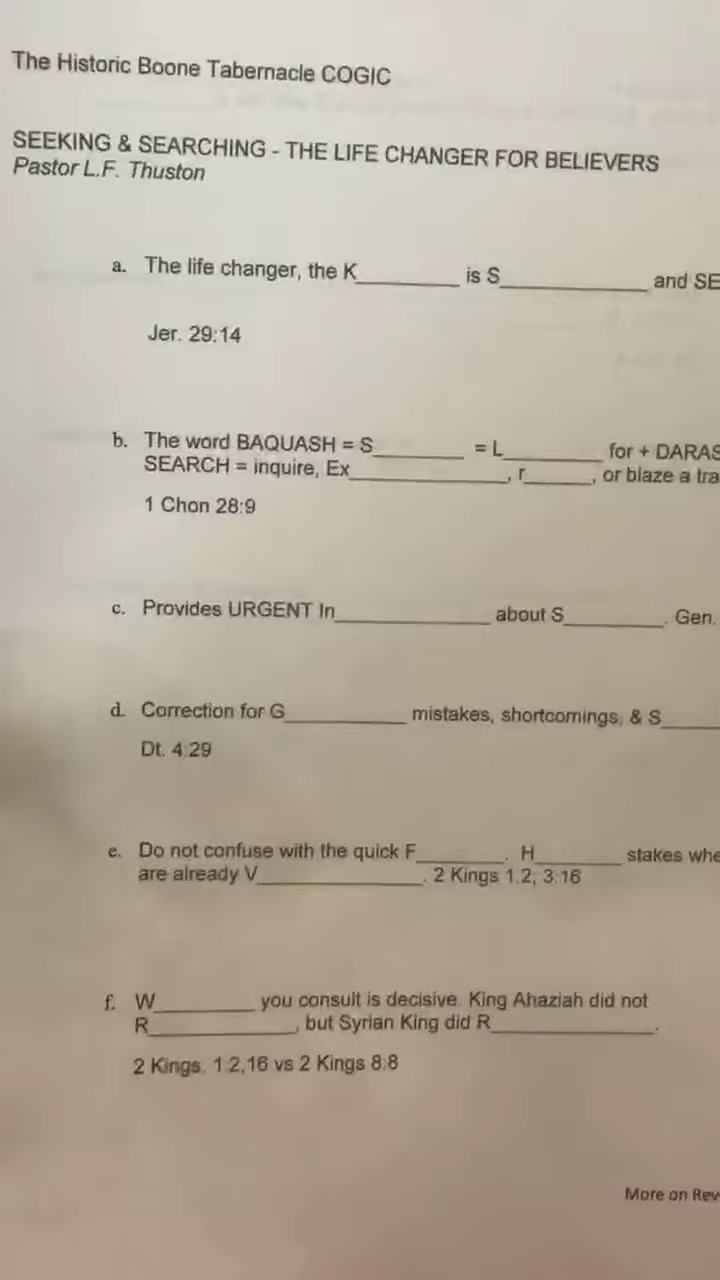 The Historic Boone Tabernacle COGIC
SEEKING & SEARCHING - THE LIFE CHANGER FOR BELIEVERS
Pastor L.F. Thuston
a. The life changer, the K_________ is S_____________ and SE
Jer. 29:14
b. The word BAQUASH = S________ = L_________ for + DARAS
SEARCH = inquire, Ex______________, r______, or blaze a tra
1 Chon 28:9
c. Provides URGENT In______________ about S_________. Gen.
d. Correction for G___________ mistakes, shortcomings, & S_____
Dt. 4:29
e. Do not confuse with the quick F________. H________ stakes whe
are already V_______________. 2 Kings 1:2; 3:16
f. W_________ you consult is decisive. King Ahaziah did not
R_____________, but Syrian King did R______________.
2 Kings. 1:2,16 vs 2 Kings 8:8
More on Rev